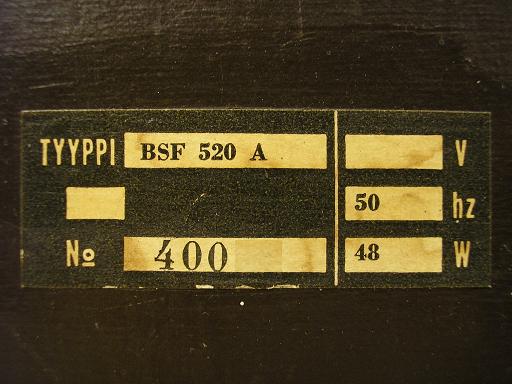 TYYPPI BSF 520 A V
50 hz
No 400 48 W